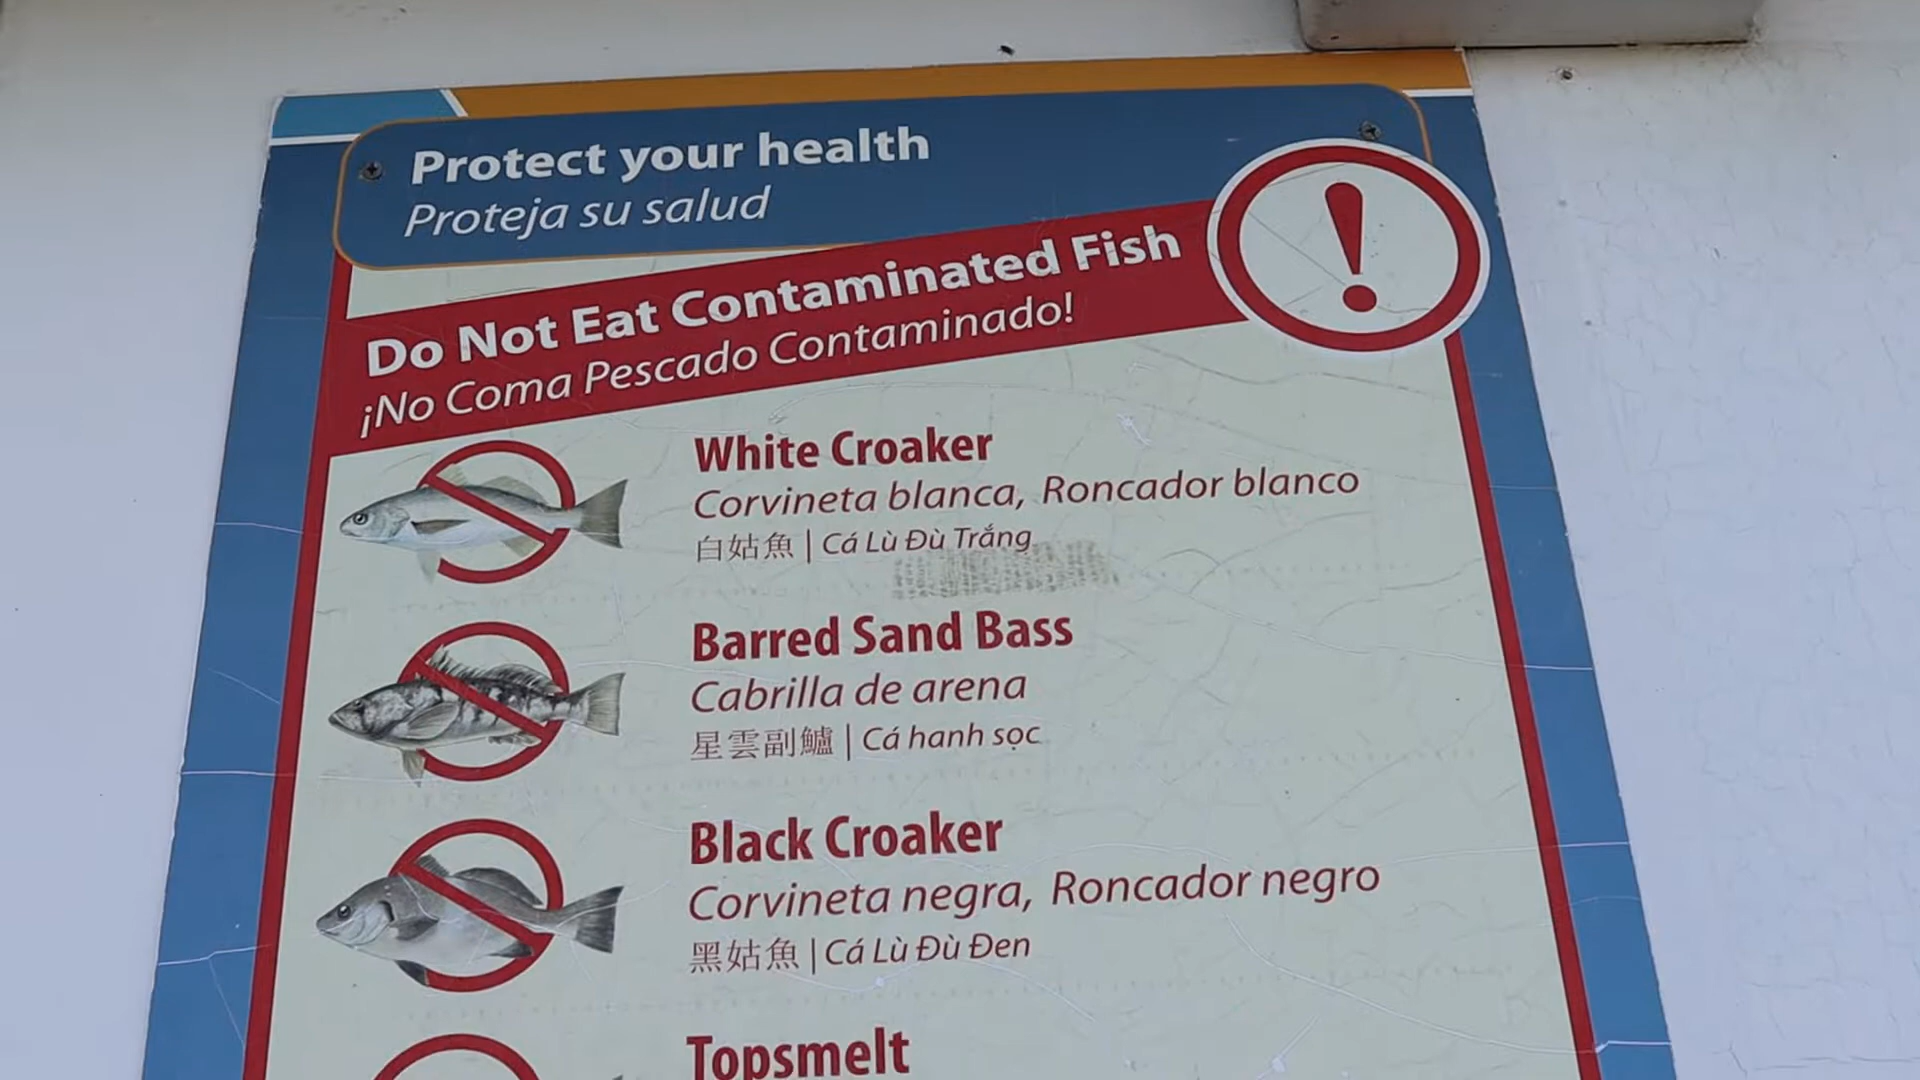 Protect your health
Proteja su salud
Do Not Eat Contaminated Fish
¡No Coma Pescado Contaminado!
White Croaker
Corvineta blanca, Roncador blanco
白姑魚 | Cá Lù Đù Trắng
Barred Sand Bass
Cabrilla de arena
星雲副鱸 | Cá hanh sọc
Black Croaker
Corvineta negra, Roncador negro
黑姑魚 | Cá Lù Đù Đen
Topsmelt